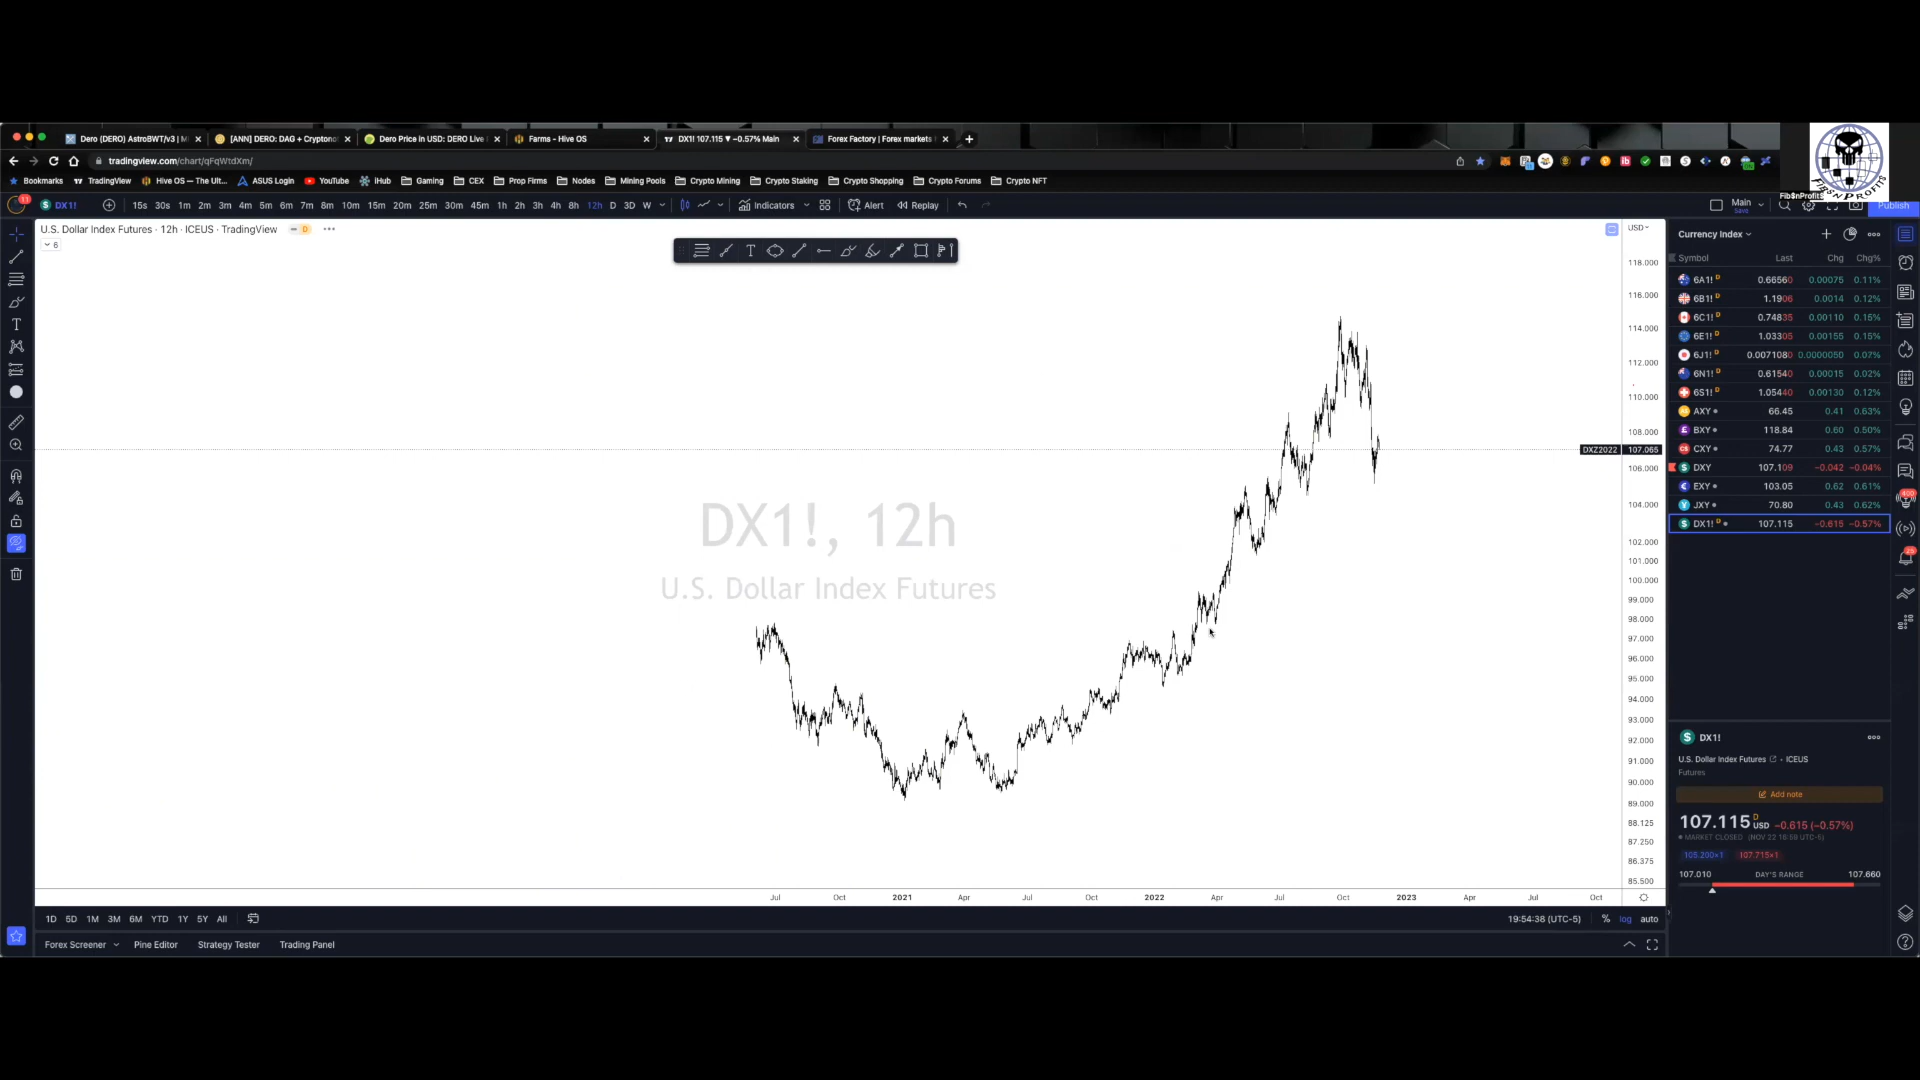 Dero (DERO) AstroBWT/v3 | M
[ANN] DERO: DAG + Cryptono
Dero Price in USD: DERO Live
Farms - Hive OS
DX1! 107.115 ▼ −0.57% Main
Forex Factory | Forex markets
tradingview.com/chart/qFqWtdXm/
Bookmarks TradingView Hive OS — The Ult... ASUS Login YouTube iHub Gaming CEX Prop Firms Nodes Mining Pools Crypto Mining Crypto Staking Crypto Shopping Crypto Forums Crypto NFT
FibsNProfits
11 DX1! 15s 30s 1m 2m 3m 4m 5m 6m 7m 8m 10m 15m 20m 25m 30m 45m 1h 2h 3h 4h 8h 12h D 3D W Indicators Alert Replay Main Save Publish
U.S. Dollar Index Futures · 12h · ICEUS · TradingView D
6
USD
118.000
116.000
114.000
112.000
110.000
108.000
DXZ2022 107.065
106.000
104.000
102.000
101.000
100.000
99.000
98.000
97.000
96.000
95.000
94.000
93.000
92.000
91.000
90.000
89.000
88.125
87.250
86.375
85.500
DX1!, 12h
U.S. Dollar Index Futures
Jul Oct 2021 Apr Jul Oct 2022 Apr Jul Oct 2023 Apr Jul Oct
1D 5D 1M 3M 6M YTD 1Y 5Y All
19:54:38 (UTC-5) % log auto
Forex Screener Pine Editor Strategy Tester Trading Panel
Currency Index
Symbol Last Chg Chg%
6A1! D 0.66560 0.00075 0.11%
6B1! D 1.1906 0.0014 0.12%
6C1! D 0.74835 0.00110 0.15%
6E1! D 1.03305 0.00155 0.15%
6J1! D 0.0071080 0.0000050 0.07%
6N1! D 0.61540 0.00015 0.02%
6S1! D 1.05440 0.00130 0.12%
AXY 66.45 0.41 0.63%
BXY 118.84 0.60 0.50%
CXY 74.77 0.43 0.57%
DXY 107.109 −0.042 −0.04%
EXY 103.05 0.62 0.61%
JXY 70.80 0.43 0.62%
DX1! D 107.115 −0.615 −0.57%
DX1!
U.S. Dollar Index Futures · ICEUS
Futures
Add note
107.115 D USD −0.615 (−0.57%)
MARKET CLOSED (NOV 22 16:59 UTC-5)
105.200×1 107.715×1
107.010 DAY'S RANGE 107.660